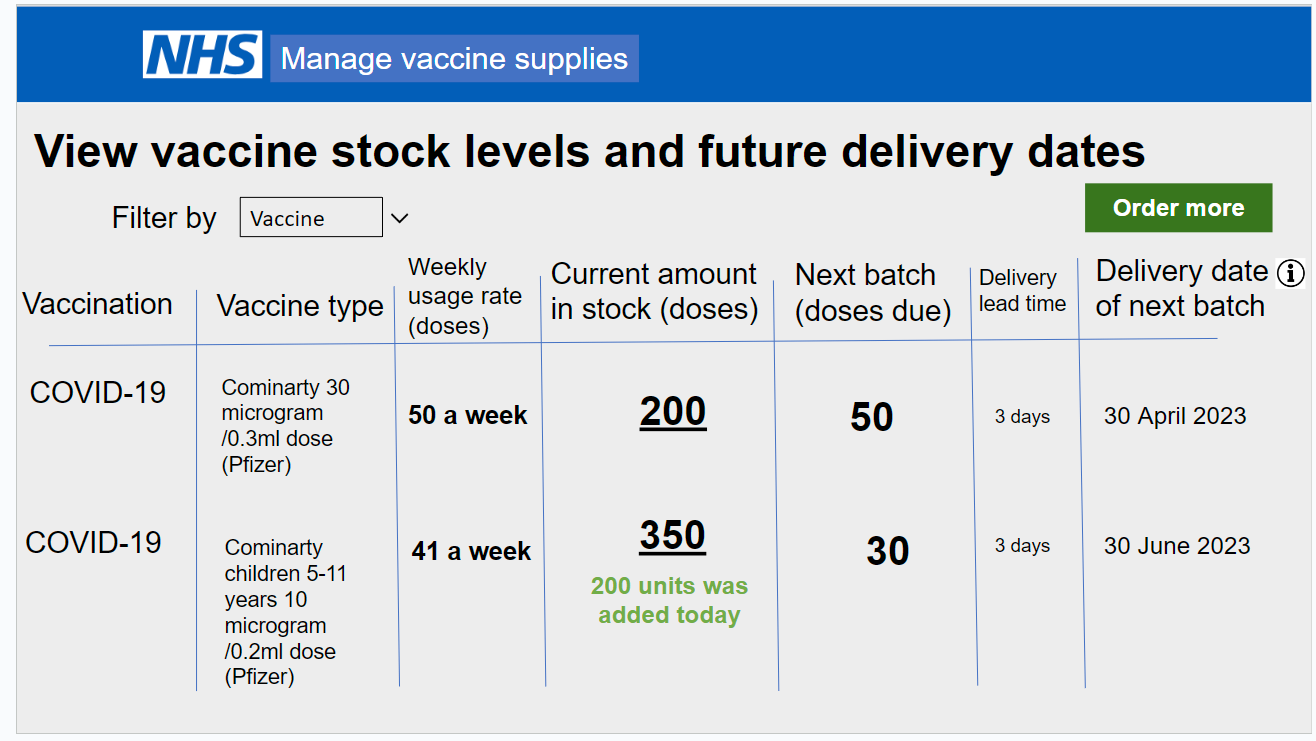 NHS Manage vaccine supplies
View vaccine stock levels and future delivery dates
Filter by Vaccine
Order more
Vaccination
Vaccine type
Weekly
usage rate
(doses)
Current amount
in stock (doses)
Next batch
(doses due)
Delivery
lead time
Delivery date
of next batch
COVID-19
Cominarty 30
microgram
/0.3ml dose
(Pfizer)
50 a week
200
50
3 days
30 April 2023
COVID-19
Cominarty
children 5-11
years 10
microgram
/0.2ml dose
(Pfizer)
41 a week
350
200 units was
added today
30
3 days
30 June 2023